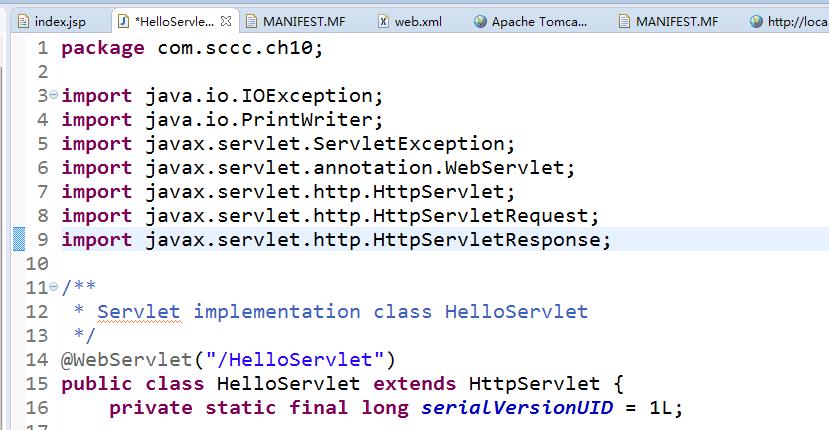 index.jsp *HelloServle... MANIFEST.MF web.xml Apache Tomca... MANIFEST.MF http://loca
1 package com.sccc.ch10;
2
3 import java.io.IOException;
4 import java.io.PrintWriter;
5 import javax.servlet.ServletException;
6 import javax.servlet.annotation.WebServlet;
7 import javax.servlet.http.HttpServlet;
8 import javax.servlet.http.HttpServletRequest;
9 import javax.servlet.http.HttpServletResponse;
10
11 /**
12 * Servlet implementation class HelloServlet
13 */
14 @WebServlet("/HelloServlet")
15 public class HelloServlet extends HttpServlet {
16 private static final long serialVersionUID = 1L;